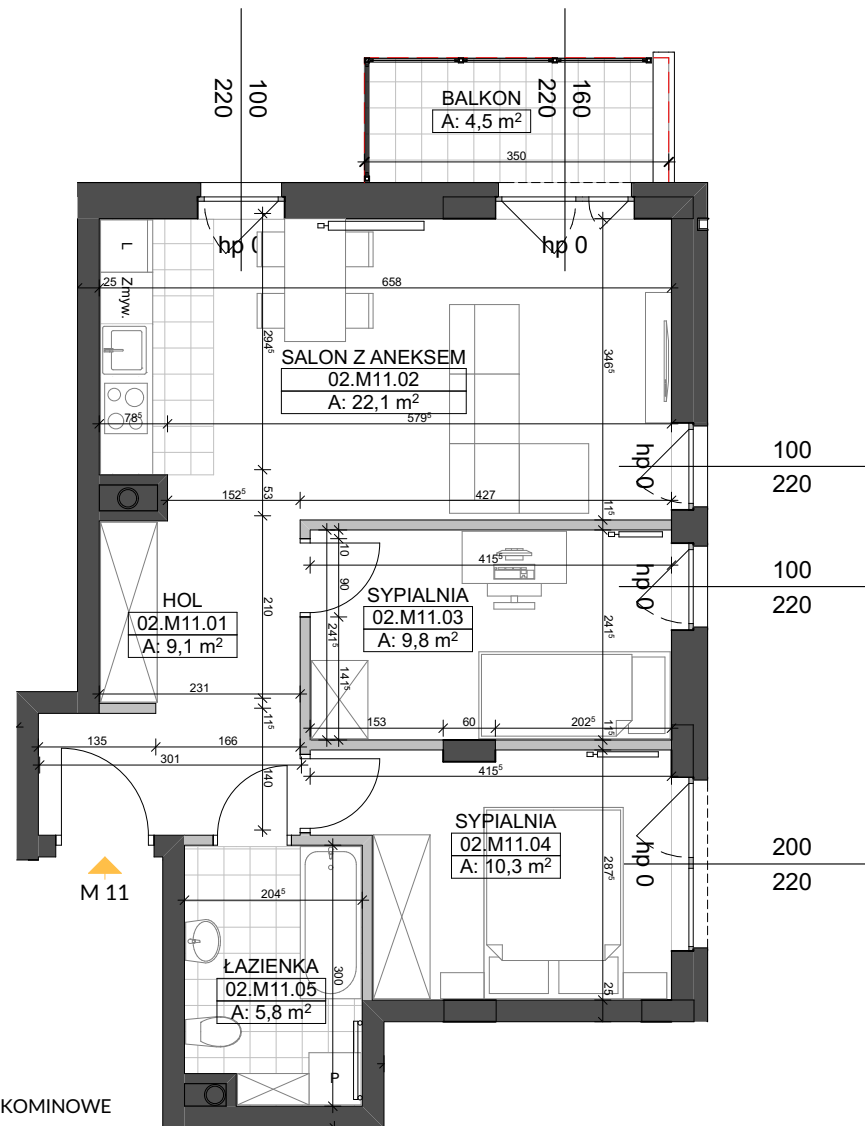 220
100
220
160
BALKON
A: 4,5 m²
350
hp 0
hp 0
L
Zmyw.
25
658
294⁵
346⁵
SALON Z ANEKSEM
02.M11.02
A: 22,1 m²
78⁵
579⁵
hp 0
100
220
152⁵
53
427
11⁵
10
90
415⁵
hp 0
100
220
HOL
02.M11.01
A: 9,1 m²
210
SYPIALNIA
02.M11.03
A: 9,8 m²
241⁵
241⁵
141⁵
231
11⁵
153
60
202⁵
11⁵
135
166
301
140
415⁵
SYPIALNIA
02.M11.04
A: 10,3 m²
287⁵
hp 0
200
220
M 11
204⁵
ŁAZIENKA
02.M11.05
A: 5,8 m²
300
25
P
KOMINOWE